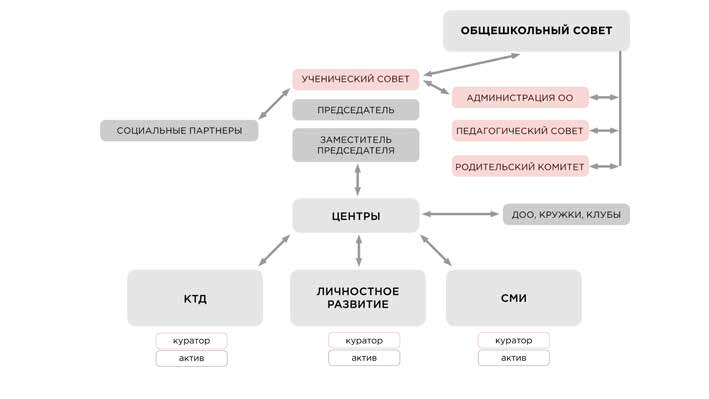 ОБЩЕШКОЛЬНЫЙ СОВЕТ
УЧЕНИЧЕСКИЙ СОВЕТ
АДМИНИСТРАЦИЯ ОО
ПРЕДСЕДАТЕЛЬ
СОЦИАЛЬНЫЕ ПАРТНЕРЫ
ПЕДАГОГИЧЕСКИЙ СОВЕТ
ЗАМЕСТИТЕЛЬ
ПРЕДСЕДАТЕЛЯ
РОДИТЕЛЬСКИЙ КОМИТЕТ
ЦЕНТРЫ
ДОО, КРУЖКИ, КЛУБЫ
КТД
ЛИЧНОСТНОЕ
РАЗВИТИЕ
СМИ
куратор
актив
куратор
актив
куратор
актив